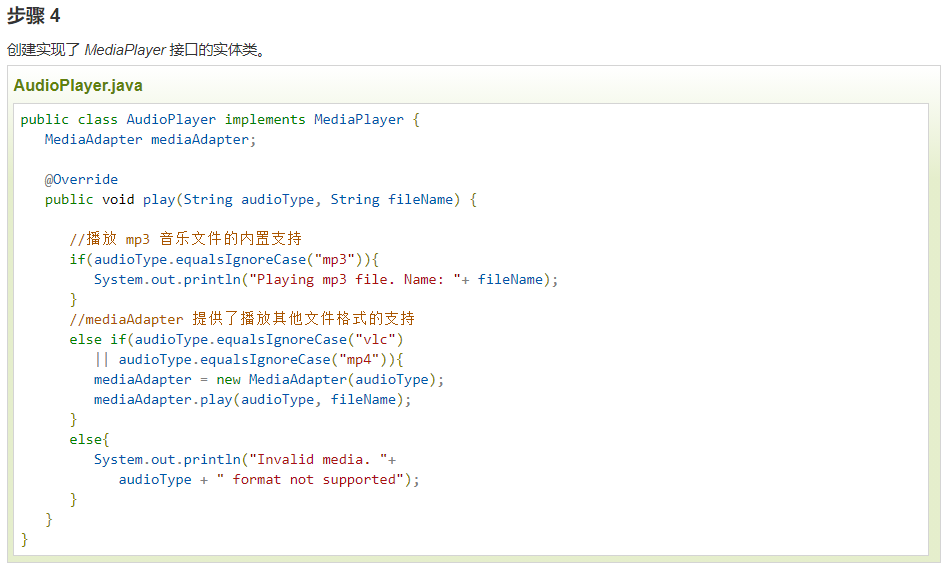 步骤 4
创建实现了 MediaPlayer 接口的实体类。
AudioPlayer.java
public class AudioPlayer implements MediaPlayer {
   MediaAdapter mediaAdapter;

   @Override
   public void play(String audioType, String fileName) {

      //播放 mp3 音乐文件的内置支持
      if(audioType.equalsIgnoreCase("mp3")){
         System.out.println("Playing mp3 file. Name: "+ fileName);
      }
      //mediaAdapter 提供了播放其他文件格式的支持
      else if(audioType.equalsIgnoreCase("vlc")
         || audioType.equalsIgnoreCase("mp4")){
         mediaAdapter = new MediaAdapter(audioType);
         mediaAdapter.play(audioType, fileName);
      }
      else{
         System.out.println("Invalid media. "+
            audioType + " format not supported");
      }
   }
}